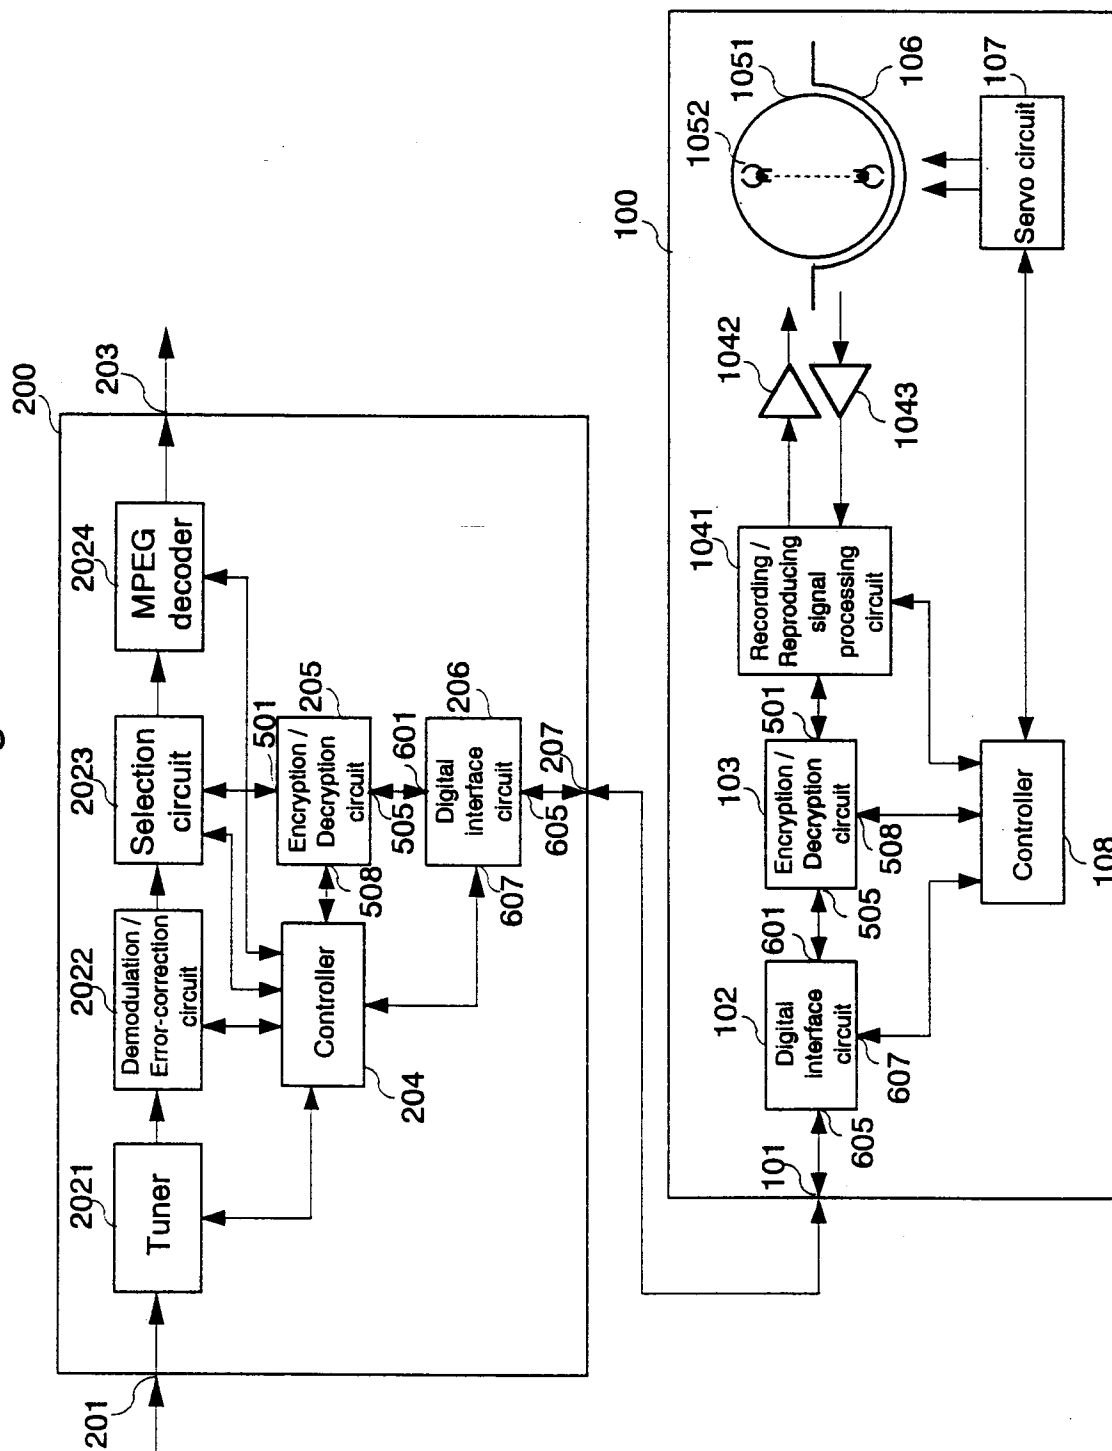 200
201
2021
Tuner
2022
Demodulation /
Error-correction
circuit
2023
Selection
circuit
2024
MPEG
decoder
203
204
Controller
501
205
Encryption /
Decryption
circuit
508
505
601
206
Digital
interface
circuit
607
605
207
100
101
605
102
Digital
interface
circuit
607
601
505
103
Encryption /
Decryption
circuit
508
501
1041
Recording /
Reproducing
signal
processing
circuit
1042
1043
1052
1051
106
107
Servo circuit
Controller
108